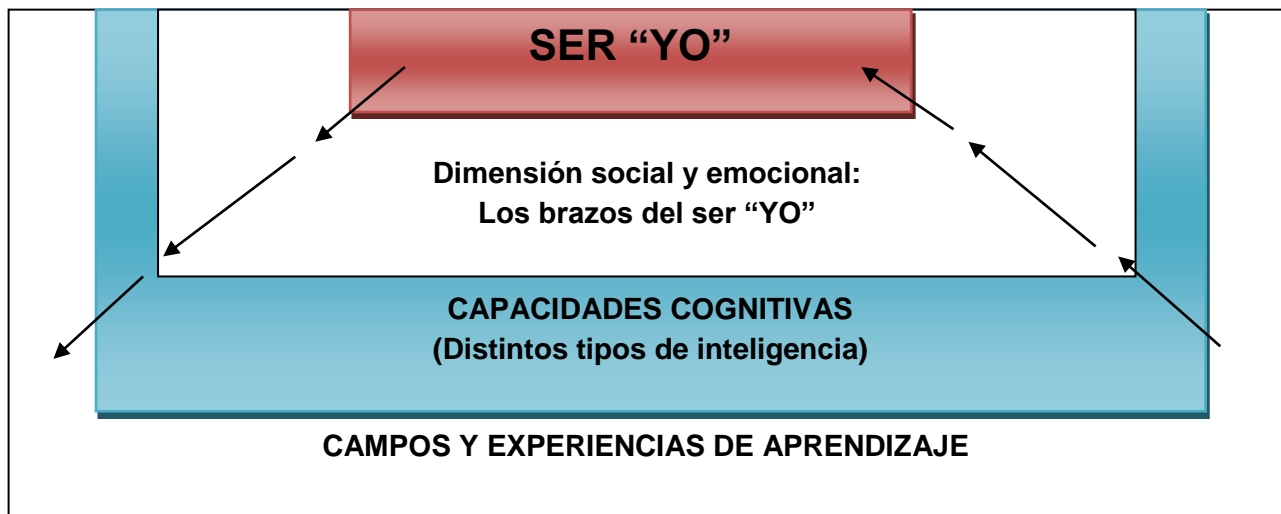 SER “YO”
Dimensión social y emocional:
Los brazos del ser “YO”
CAPACIDADES COGNITIVAS
(Distintos tipos de inteligencia)
CAMPOS Y EXPERIENCIAS DE APRENDIZAJE